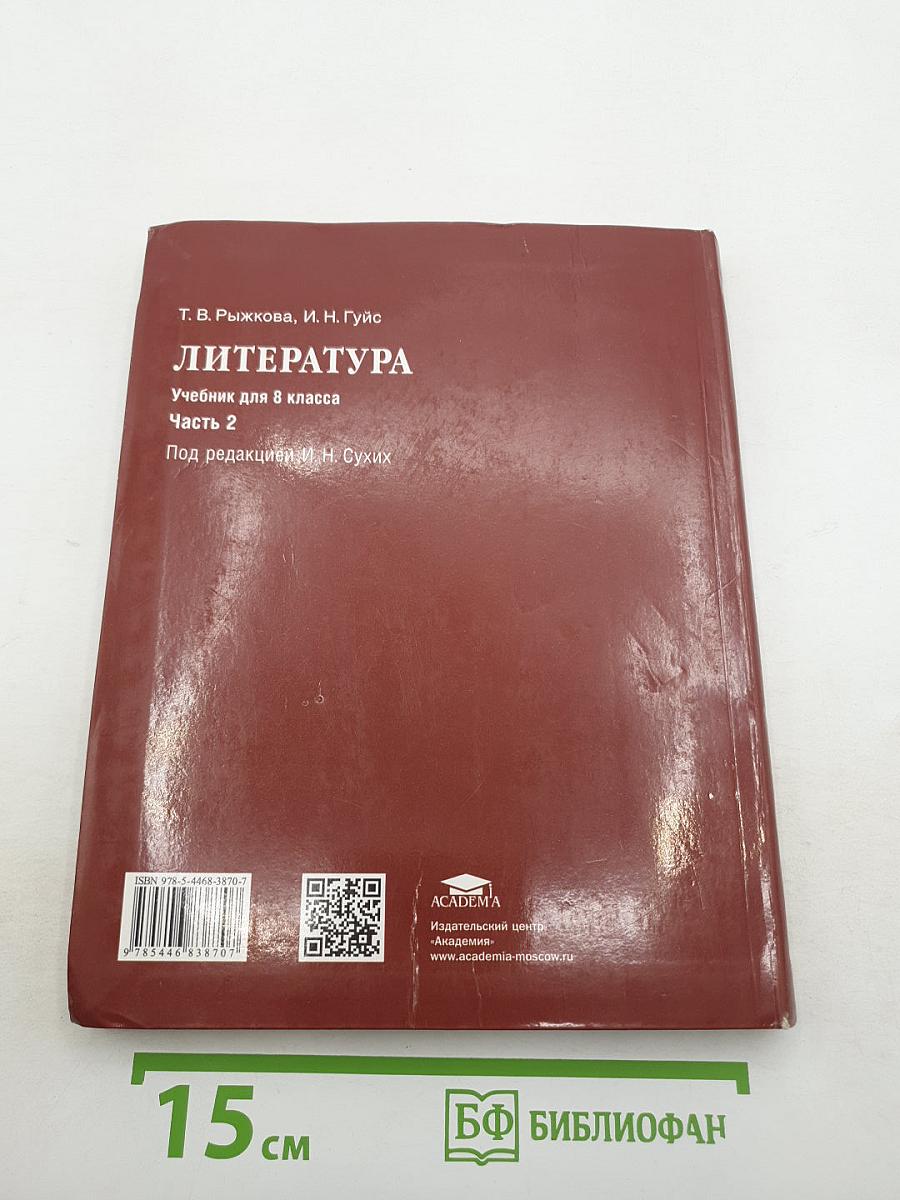 Т. В. Рыжкова, И. Н. Гуйс
ЛИТЕРАТУРА
Учебник для 8 класса
Часть 2
Под редакцией И. Н. Сухих
ISBN 978-5-4468-3870-7
9 785446 838707
ACADEMA
Издательский центр
«Академия»
www.academia-moscow.ru
15 см
БФ БИБЛИОФАН